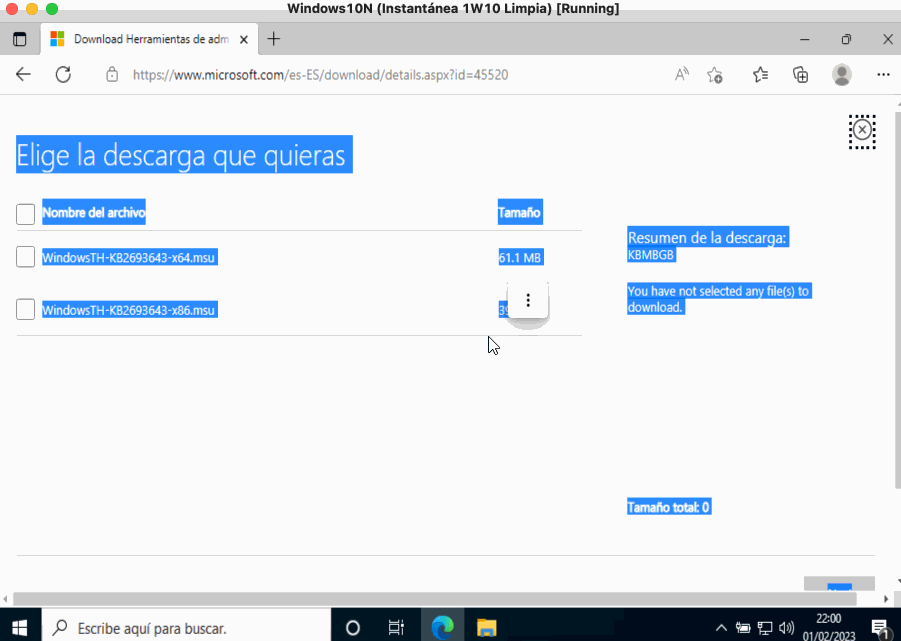 Windows10N (Instantánea 1W10 Limpia) [Running]
Download Herramientas de adm
https://www.microsoft.com/es-ES/download/details.aspx?id=45520
Elige la descarga que quieras
Nombre del archivo
Tamaño
WindowsTH-KB2693643-x64.msu
61.1 MB
WindowsTH-KB2693643-x86.msu
Resumen de la descarga:
KBMBGB
You have not selected any file(s) to
download.
Tamaño total: 0
Escribe aquí para buscar.
22:00
01/02/2023
1